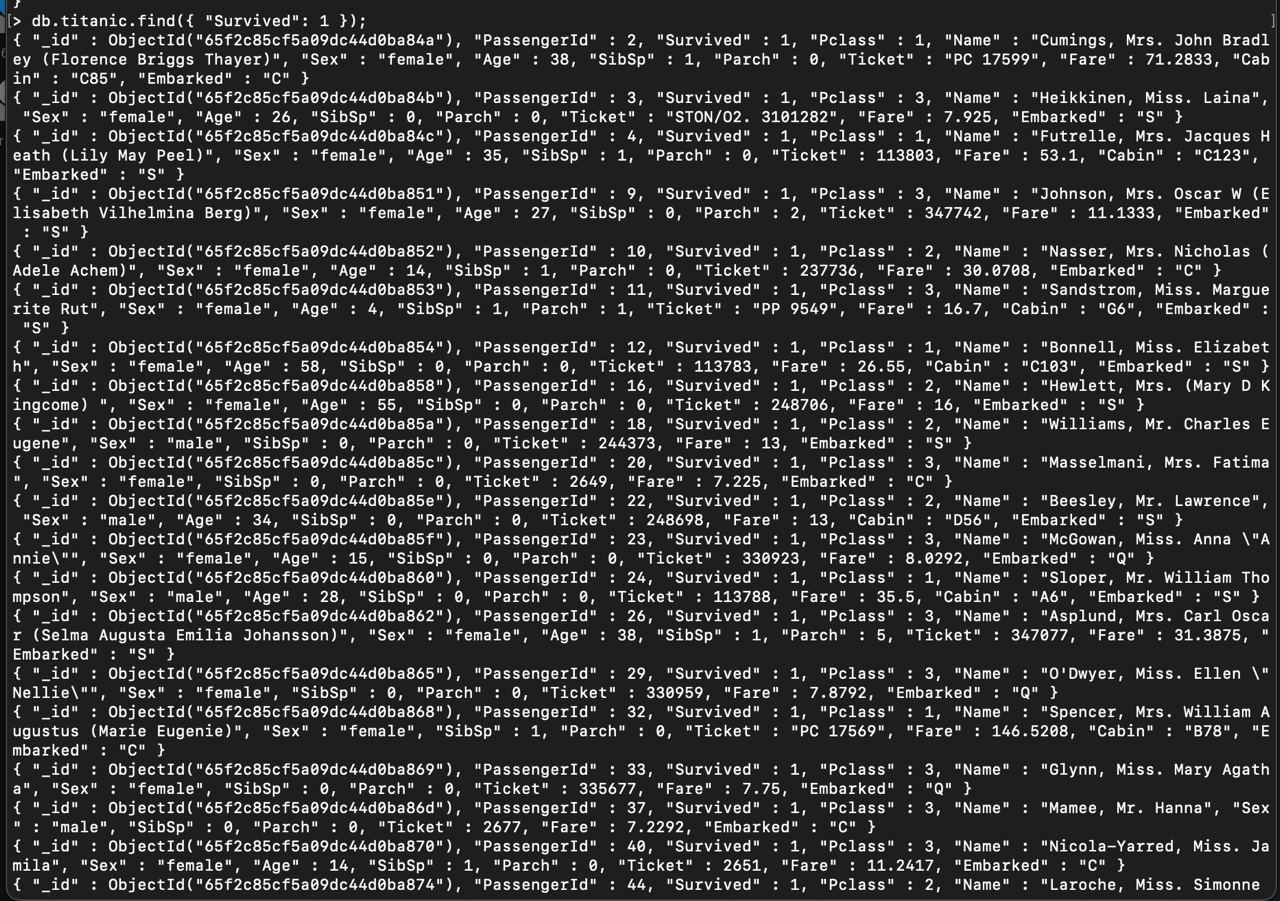 }
[> db.titanic.find({ "Survived": 1 }); ]
{ "_id" : ObjectId("65f2c85cf5a09dc44d0ba84a"), "PassengerId" : 2, "Survived" : 1, "Pclass" : 1, "Name" : "Cumings, Mrs. John Bradl
ey (Florence Briggs Thayer)", "Sex" : "female", "Age" : 38, "SibSp" : 1, "Parch" : 0, "Ticket" : "PC 17599", "Fare" : 71.2833, "Cab
in" : "C85", "Embarked" : "C" }
{ "_id" : ObjectId("65f2c85cf5a09dc44d0ba84b"), "PassengerId" : 3, "Survived" : 1, "Pclass" : 3, "Name" : "Heikkinen, Miss. Laina",
 "Sex" : "female", "Age" : 26, "SibSp" : 0, "Parch" : 0, "Ticket" : "STON/O2. 3101282", "Fare" : 7.925, "Embarked" : "S" }
{ "_id" : ObjectId("65f2c85cf5a09dc44d0ba84c"), "PassengerId" : 4, "Survived" : 1, "Pclass" : 1, "Name" : "Futrelle, Mrs. Jacques H
eath (Lily May Peel)", "Sex" : "female", "Age" : 35, "SibSp" : 1, "Parch" : 0, "Ticket" : 113803, "Fare" : 53.1, "Cabin" : "C123",
"Embarked" : "S" }
{ "_id" : ObjectId("65f2c85cf5a09dc44d0ba851"), "PassengerId" : 9, "Survived" : 1, "Pclass" : 3, "Name" : "Johnson, Mrs. Oscar W (E
lisabeth Vilhelmina Berg)", "Sex" : "female", "Age" : 27, "SibSp" : 0, "Parch" : 2, "Ticket" : 347742, "Fare" : 11.1333, "Embarked"
 : "S" }
{ "_id" : ObjectId("65f2c85cf5a09dc44d0ba852"), "PassengerId" : 10, "Survived" : 1, "Pclass" : 2, "Name" : "Nasser, Mrs. Nicholas (
Adele Achem)", "Sex" : "female", "Age" : 14, "SibSp" : 1, "Parch" : 0, "Ticket" : 237736, "Fare" : 30.0708, "Embarked" : "C" }
{ "_id" : ObjectId("65f2c85cf5a09dc44d0ba853"), "PassengerId" : 11, "Survived" : 1, "Pclass" : 3, "Name" : "Sandstrom, Miss. Margue
rite Rut", "Sex" : "female", "Age" : 4, "SibSp" : 1, "Parch" : 1, "Ticket" : "PP 9549", "Fare" : 16.7, "Cabin" : "G6", "Embarked" :
 "S" }
{ "_id" : ObjectId("65f2c85cf5a09dc44d0ba854"), "PassengerId" : 12, "Survived" : 1, "Pclass" : 1, "Name" : "Bonnell, Miss. Elizabet
h", "Sex" : "female", "Age" : 58, "SibSp" : 0, "Parch" : 0, "Ticket" : 113783, "Fare" : 26.55, "Cabin" : "C103", "Embarked" : "S" }
{ "_id" : ObjectId("65f2c85cf5a09dc44d0ba858"), "PassengerId" : 16, "Survived" : 1, "Pclass" : 2, "Name" : "Hewlett, Mrs. (Mary D K
ingcome) ", "Sex" : "female", "Age" : 55, "SibSp" : 0, "Parch" : 0, "Ticket" : 248706, "Fare" : 16, "Embarked" : "S" }
{ "_id" : ObjectId("65f2c85cf5a09dc44d0ba85a"), "PassengerId" : 18, "Survived" : 1, "Pclass" : 2, "Name" : "Williams, Mr. Charles E
ugene", "Sex" : "male", "SibSp" : 0, "Parch" : 0, "Ticket" : 244373, "Fare" : 13, "Embarked" : "S" }
{ "_id" : ObjectId("65f2c85cf5a09dc44d0ba85c"), "PassengerId" : 20, "Survived" : 1, "Pclass" : 3, "Name" : "Masselmani, Mrs. Fatima"
, "Sex" : "female", "SibSp" : 0, "Parch" : 0, "Ticket" : 2649, "Fare" : 7.225, "Embarked" : "C" }
{ "_id" : ObjectId("65f2c85cf5a09dc44d0ba85e"), "PassengerId" : 22, "Survived" : 1, "Pclass" : 2, "Name" : "Beesley, Mr. Lawrence",
 "Sex" : "male", "Age" : 34, "SibSp" : 0, "Parch" : 0, "Ticket" : 248698, "Fare" : 13, "Cabin" : "D56", "Embarked" : "S" }
{ "_id" : ObjectId("65f2c85cf5a09dc44d0ba85f"), "PassengerId" : 23, "Survived" : 1, "Pclass" : 3, "Name" : "McGowan, Miss. Anna \"A
nnie\"", "Sex" : "female", "Age" : 15, "SibSp" : 0, "Parch" : 0, "Ticket" : 330923, "Fare" : 8.0292, "Embarked" : "Q" }
{ "_id" : ObjectId("65f2c85cf5a09dc44d0ba860"), "PassengerId" : 24, "Survived" : 1, "Pclass" : 1, "Name" : "Sloper, Mr. William Tho
mpson", "Sex" : "male", "Age" : 28, "SibSp" : 0, "Parch" : 0, "Ticket" : 113788, "Fare" : 35.5, "Cabin" : "A6", "Embarked" : "S" }
{ "_id" : ObjectId("65f2c85cf5a09dc44d0ba862"), "PassengerId" : 26, "Survived" : 1, "Pclass" : 3, "Name" : "Asplund, Mrs. Carl Osca
r (Selma Augusta Emilia Johansson)", "Sex" : "female", "Age" : 38, "SibSp" : 1, "Parch" : 5, "Ticket" : 347077, "Fare" : 31.3875, "
Embarked" : "S" }
{ "_id" : ObjectId("65f2c85cf5a09dc44d0ba865"), "PassengerId" : 29, "Survived" : 1, "Pclass" : 3, "Name" : "O'Dwyer, Miss. Ellen \"
Nellie\"", "Sex" : "female", "SibSp" : 0, "Parch" : 0, "Ticket" : 330959, "Fare" : 7.8792, "Embarked" : "Q" }
{ "_id" : ObjectId("65f2c85cf5a09dc44d0ba868"), "PassengerId" : 32, "Survived" : 1, "Pclass" : 1, "Name" : "Spencer, Mrs. William A
ugustus (Marie Eugenie)", "Sex" : "female", "SibSp" : 1, "Parch" : 0, "Ticket" : "PC 17569", "Fare" : 146.5208, "Cabin" : "B78", "E
mbarked" : "C" }
{ "_id" : ObjectId("65f2c85cf5a09dc44d0ba869"), "PassengerId" : 33, "Survived" : 1, "Pclass" : 3, "Name" : "Glynn, Miss. Mary Agath
a", "Sex" : "female", "SibSp" : 0, "Parch" : 0, "Ticket" : 335677, "Fare" : 7.75, "Embarked" : "Q" }
{ "_id" : ObjectId("65f2c85cf5a09dc44d0ba86d"), "PassengerId" : 37, "Survived" : 1, "Pclass" : 3, "Name" : "Mamee, Mr. Hanna", "Sex
" : "male", "SibSp" : 0, "Parch" : 0, "Ticket" : 2677, "Fare" : 7.2292, "Embarked" : "C" }
{ "_id" : ObjectId("65f2c85cf5a09dc44d0ba870"), "PassengerId" : 40, "Survived" : 1, "Pclass" : 3, "Name" : "Nicola-Yarred, Miss. Ja
mila", "Sex" : "female", "Age" : 14, "SibSp" : 1, "Parch" : 0, "Ticket" : 2651, "Fare" : 11.2417, "Embarked" : "C" }
{ "_id" : ObjectId("65f2c85cf5a09dc44d0ba874"), "PassengerId" : 44, "Survived" : 1, "Pclass" : 2, "Name" : "Laroche, Miss. Simonne